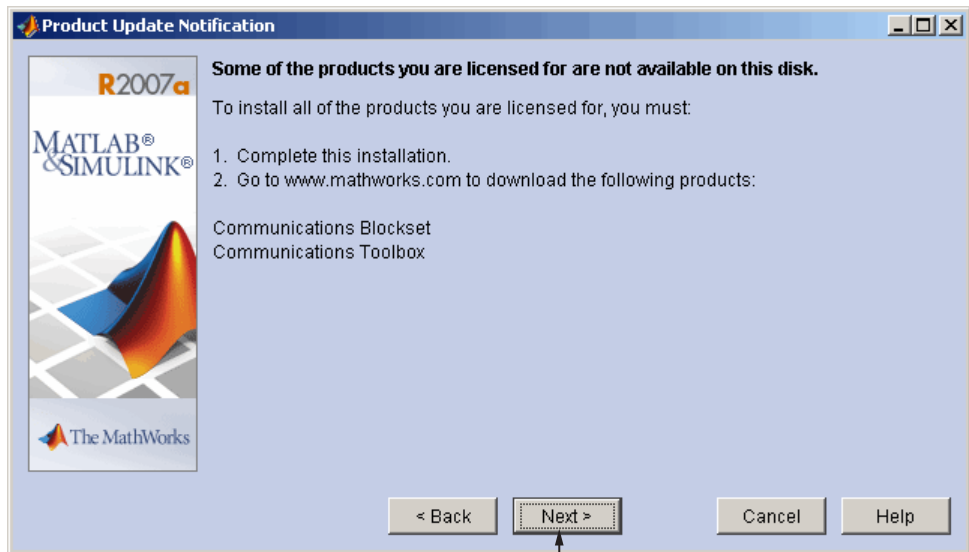 Product Update Notification
R2007a
MATLAB®
&SIMULINK®
The MathWorks
Some of the products you are licensed for are not available on this disk.
To install all of the products you are licensed for, you must:
1. Complete this installation.
2. Go to www.mathworks.com to download the following products:
Communications Blockset
Communications Toolbox
< Back
Next >
Cancel
Help